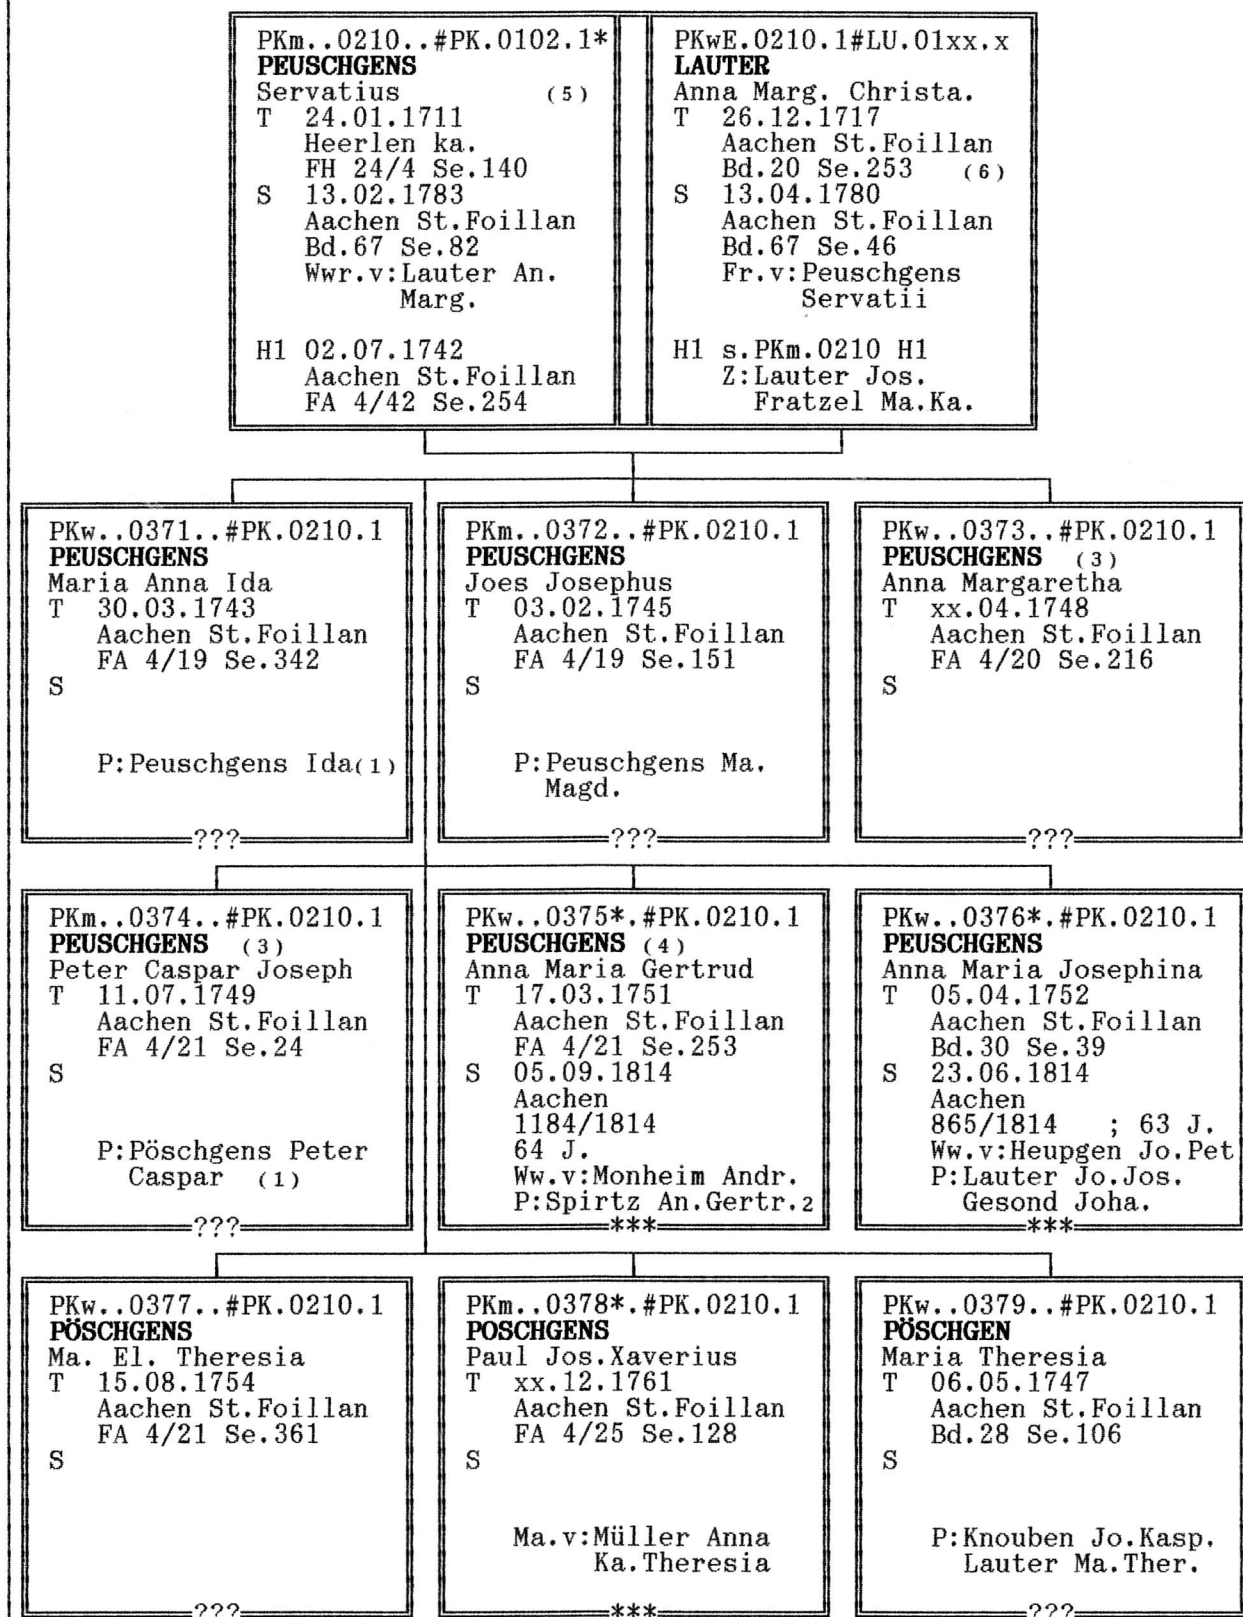 PKm..0210..#PK.0102.1*
PEUSCHGENS
Servatius (5)
T 24.01.1711
Heerlen ka.
FH 24/4 Se.140
S 13.02.1783
Aachen St.Foillan
Bd.67 Se.82
Wwr.v:Lauter An.
Marg.
H1 02.07.1742
Aachen St.Foillan
FA 4/42 Se.254
PKwE.0210.1#LU.01xx.x
LAUTER
Anna Marg. Christa.
T 26.12.1717
Aachen St.Foillan
Bd.20 Se.253 (6)
S 13.04.1780
Aachen St.Foillan
Bd.67 Se.46
Fr.v:Peuschgens
Servatii
H1 s.PKm.0210 H1
Z:Lauter Jos.
Fratzel Ma.Ka.
PKw..0371..#PK.0210.1
PEUSCHGENS
Maria Anna Ida
T 30.03.1743
Aachen St.Foillan
FA 4/19 Se.342
S
P:Peuschgens Ida(1)
???
PKm..0372..#PK.0210.1
PEUSCHGENS
Joes Josephus
T 03.02.1745
Aachen St.Foillan
FA 4/19 Se.151
S
P:Peuschgens Ma.
Magd.
???
PKw..0373..#PK.0210.1
PEUSCHGENS (3)
Anna Margaretha
T xx.04.1748
Aachen St.Foillan
FA 4/20 Se.216
S
???
PKm..0374..#PK.0210.1
PEUSCHGENS (3)
Peter Caspar Joseph
T 11.07.1749
Aachen St.Foillan
FA 4/21 Se.24
S
P:Pöschgens Peter
Caspar (1)
???
PKw..0375*.#PK.0210.1
PEUSCHGENS (4)
Anna Maria Gertrud
T 17.03.1751
Aachen St.Foillan
FA 4/21 Se.253
S 05.09.1814
Aachen
1184/1814
64 J.
Ww.v:Monheim Andr.
P:Spirtz An.Gertr.2
***
PKw..0376*.#PK.0210.1
PEUSCHGENS
Anna Maria Josephina
T 05.04.1752
Aachen St.Foillan
Bd.30 Se.39
S 23.06.1814
Aachen
865/1814 ; 63 J.
Ww.v:Heupgen Jo.Pet
P:Lauter Jo.Jos.
Gesond Joha.
***
PKw..0377..#PK.0210.1
PÖSCHGENS
Ma. El. Theresia
T 15.08.1754
Aachen St.Foillan
FA 4/21 Se.361
S
???
PKm..0378*.#PK.0210.1
POSCHGENS
Paul Jos.Xaverius
T xx.12.1761
Aachen St.Foillan
FA 4/25 Se.128
S
Ma.v:Müller Anna
Ka.Theresia
***
PKw..0379..#PK.0210.1
PÖSCHGEN
Maria Theresia
T 06.05.1747
Aachen St.Foillan
Bd.28 Se.106
S
P:Knouben Jo.Kasp.
Lauter Ma.Ther.
???